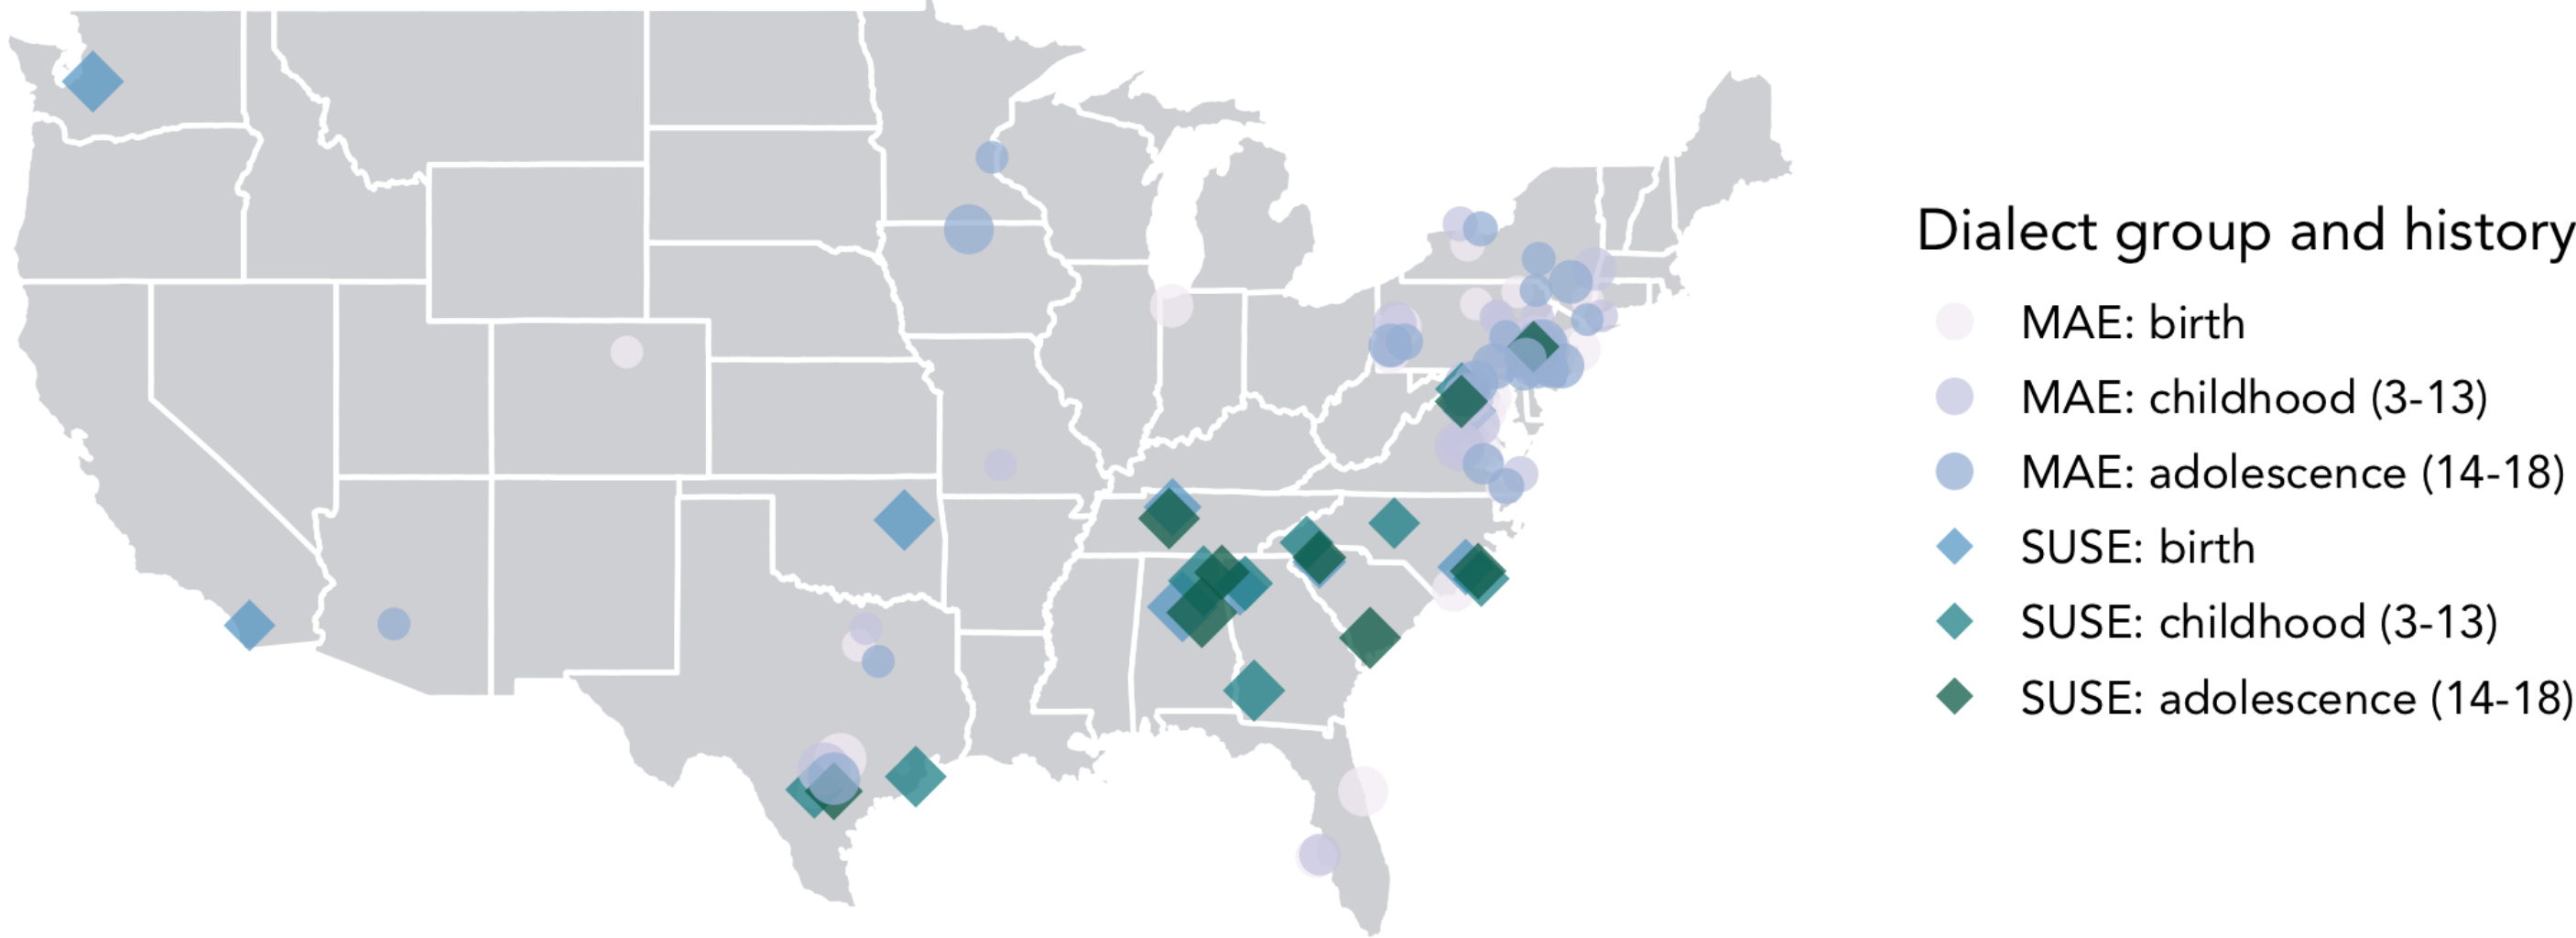 Dialect group and history
MAE: birth
MAE: childhood (3-13)
MAE: adolescence (14-18)
SUSE: birth
SUSE: childhood (3-13)
SUSE: adolescence (14-18)